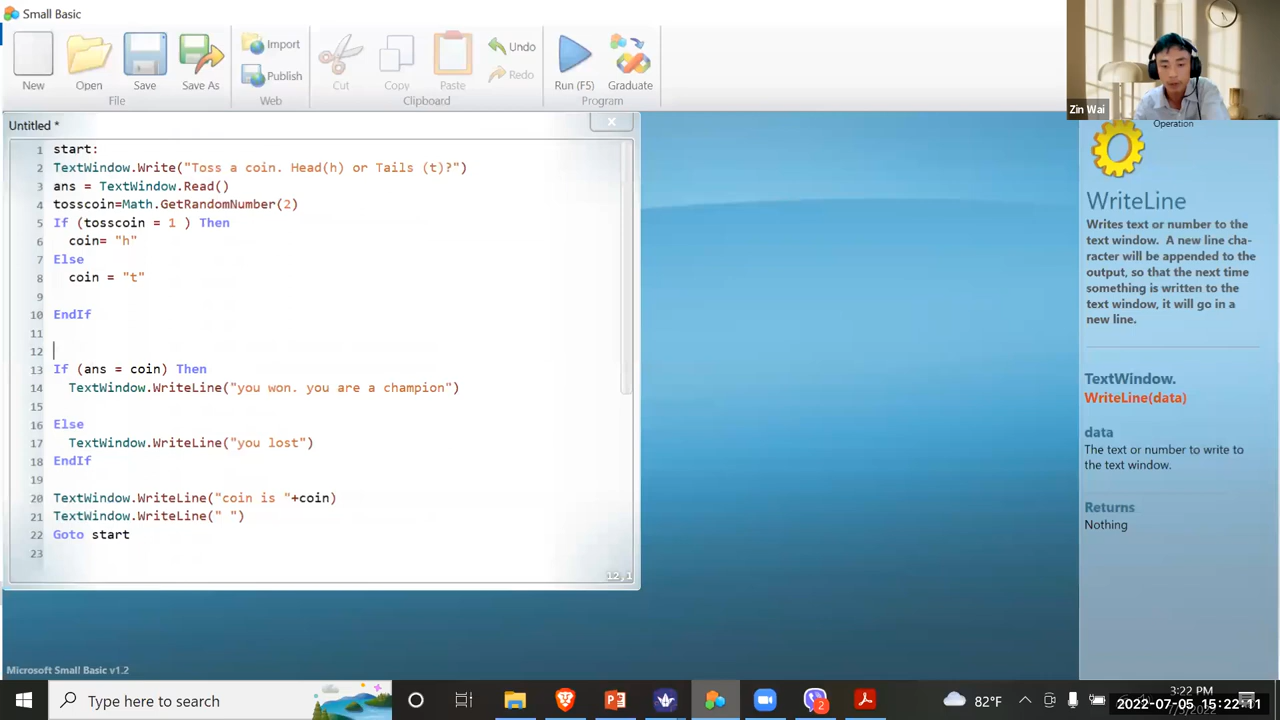 Small Basic
New
Open
Save
Save As
Import
Publish
Cut
Copy
Paste
Undo
Redo
Run (F5)
Graduate
File
Web
Clipboard
Program
Zin Wai
Untitled *
1 start:
2 TextWindow.Write("Toss a coin. Head(h) or Tails (t)?")
3 ans = TextWindow.Read()
4 tosscoin=Math.GetRandomNumber(2)
5 If (tosscoin = 1 ) Then
6 coin= "h"
7 Else
8 coin = "t"
9
10 EndIf
11
12
13 If (ans = coin) Then
14 TextWindow.WriteLine("you won. you are a champion")
15
16 Else
17 TextWindow.WriteLine("you lost")
18 EndIf
19
20 TextWindow.WriteLine("coin is "+coin)
21 TextWindow.WriteLine(" ")
22 Goto start
23
12,1
Operation
WriteLine
Writes text or number to the
text window. A new line cha-
racter will be appended to the
output, so that the next time
something is written to the
text window, it will go in a
new line.
TextWindow.
WriteLine(data)
data
The text or number to write to
the text window.
Returns
Nothing
Microsoft Small Basic v1.2
Type here to search
2
82°F
3:22 PM
2022-07-05 15:22:11